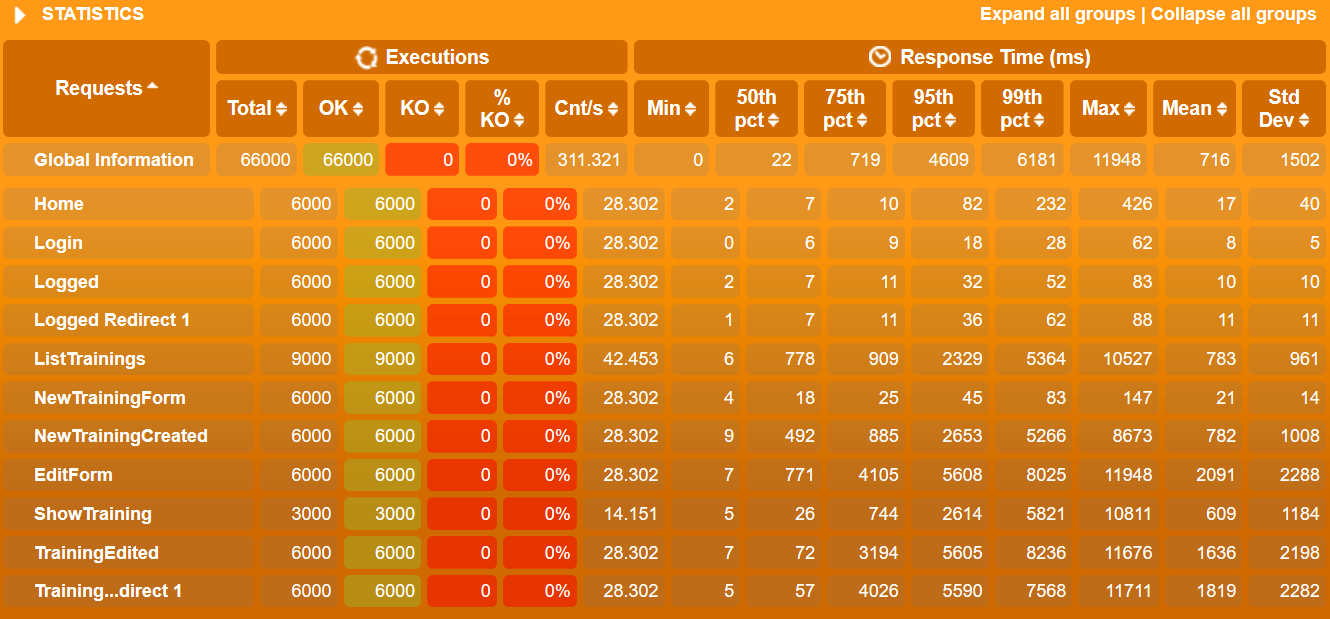 STATISTICS Expand all groups | Collapse all groups
Requests Executions Response Time (ms)
Total OK KO % KO Cnt/s Min 50th pct 75th pct 95th pct 99th pct Max Mean Std Dev
Global Information 66000 66000 0 0% 311.321 0 22 719 4609 6181 11948 716 1502
Home 6000 6000 0 0% 28.302 2 7 10 82 232 426 17 40
Login 6000 6000 0 0% 28.302 0 6 9 18 28 62 8 5
Logged 6000 6000 0 0% 28.302 2 7 11 32 52 83 10 10
Logged Redirect 1 6000 6000 0 0% 28.302 1 7 11 36 62 88 11 11
ListTrainings 9000 9000 0 0% 42.453 6 778 909 2329 5364 10527 783 961
NewTrainingForm 6000 6000 0 0% 28.302 4 18 25 45 83 147 21 14
NewTrainingCreated 6000 6000 0 0% 28.302 9 492 885 2653 5266 8673 782 1008
EditForm 6000 6000 0 0% 28.302 7 771 4105 5608 8025 11948 2091 2288
ShowTraining 3000 3000 0 0% 14.151 5 26 744 2614 5821 10811 609 1184
TrainingEdited 6000 6000 0 0% 28.302 7 72 3194 5605 8236 11676 1636 2198
Training...direct 1 6000 6000 0 0% 28.302 5 57 4026 5590 7568 11711 1819 2282